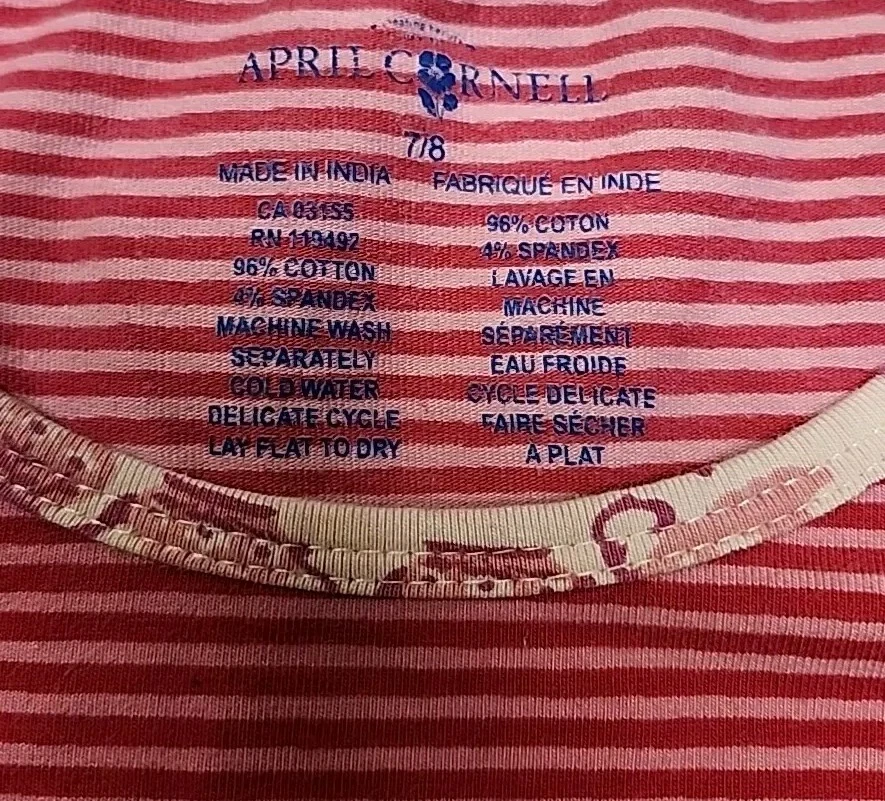 APRIL CORNELL
7/8
MADE IN INDIA
CA 03155
RN 119492
96% COTTON
4% SPANDEX
MACHINE WASH
SEPARATELY
COLD WATER
DELICATE CYCLE
LAY FLAT TO DRY
FABRIQUÉ EN INDE
96% COTON
4% SPANDEX
LAVAGE EN
MACHINE
SÉPARÉMENT
EAU FROIDE
CYCLE DELICATE
FAIRE SÉCHER
À PLAT